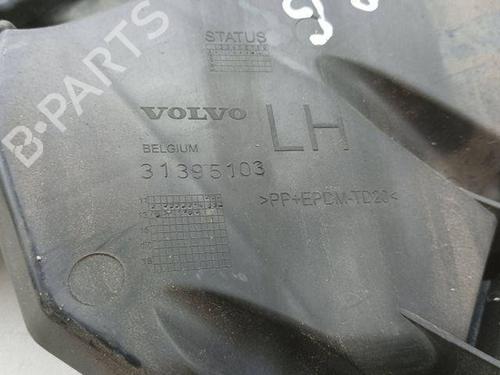 STATUS
VOLVO
LH
BELGIUM
31395103
>PP+EPDM-TD20<
B-PARTS